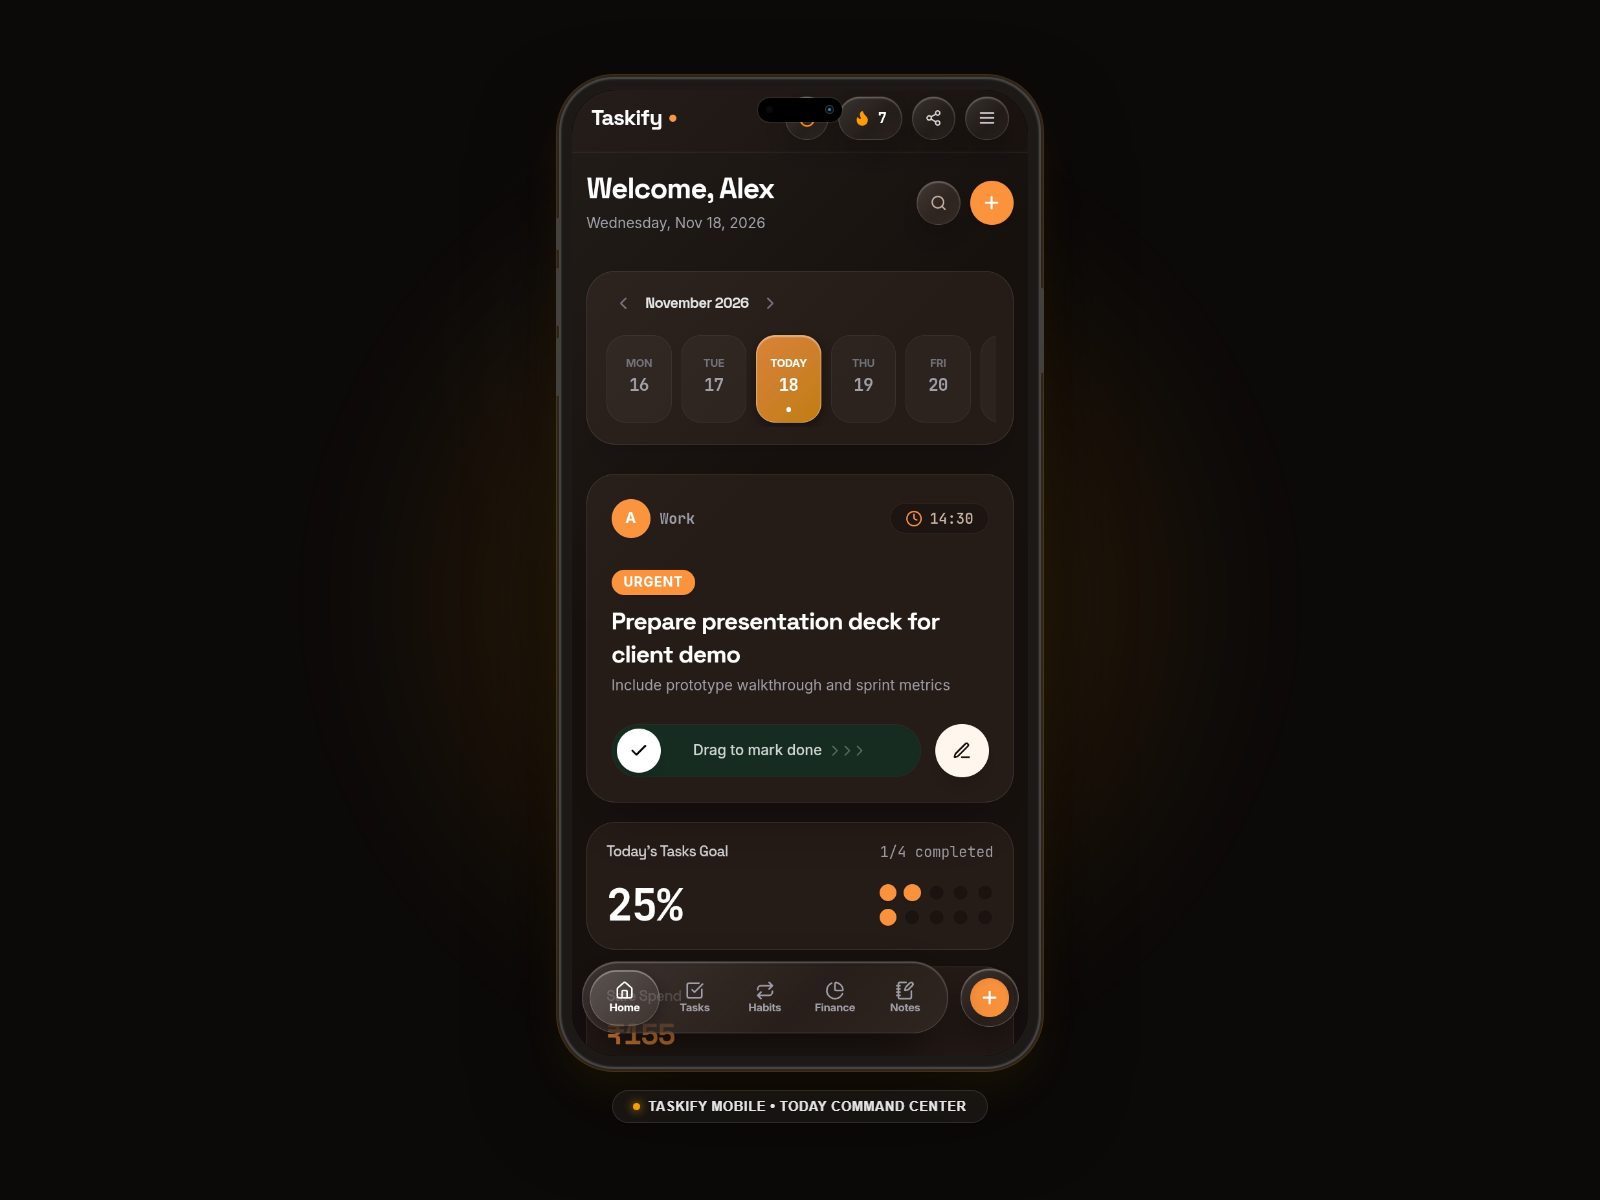 Taskify
7
Welcome, Alex
Wednesday, Nov 18, 2026
November 2026
MON
16
TUE
17
TODAY
18
THU
19
FRI
20
A
Work
14:30
URGENT
Prepare presentation deck for
client demo
Include prototype walkthrough and sprint metrics
Drag to mark done
Today's Tasks Goal
1/4 completed
25%
Spend
₹155
Home
Tasks
Habits
Finance
Notes
TASKIFY MOBILE • TODAY COMMAND CENTER